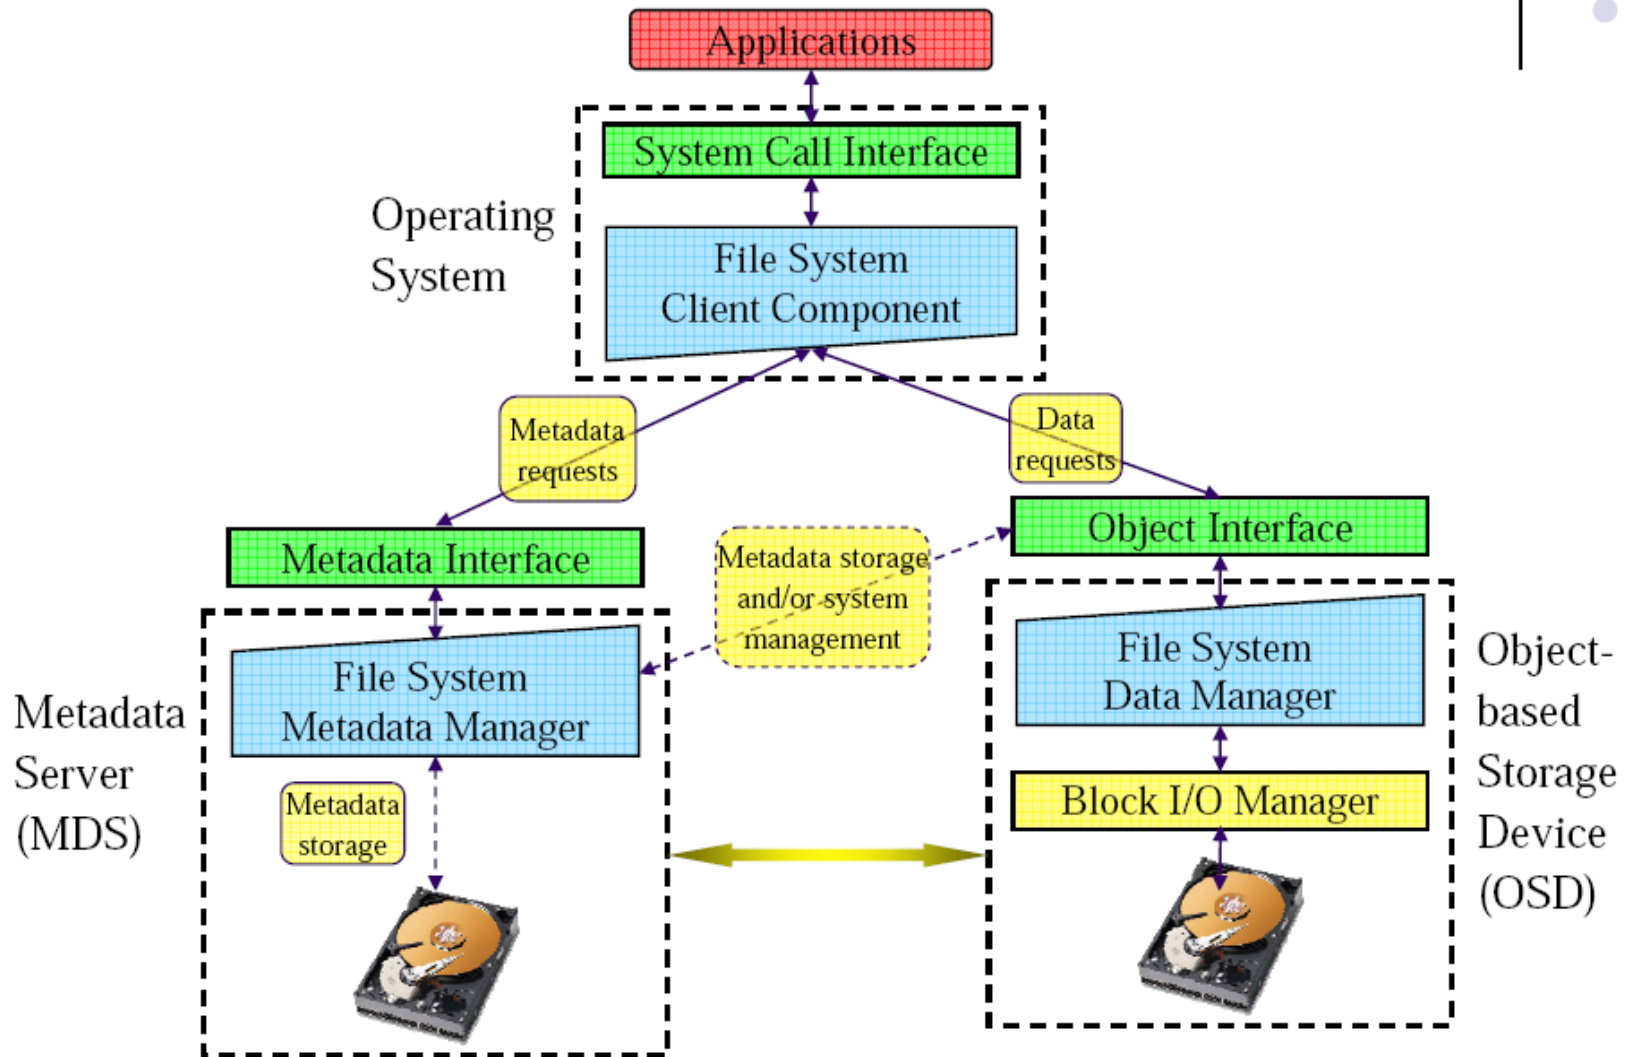 Applications
System Call Interface
Operating
System
File System
Client Component
Metadata
requests
Data
requests
Metadata Interface
Metadata storage
and/or system
management
Object Interface
File System
Metadata Manager
File System
Data Manager
Metadata
Server
(MDS)
Metadata
storage
Block I/O Manager
Object-
based
Storage
Device
(OSD)